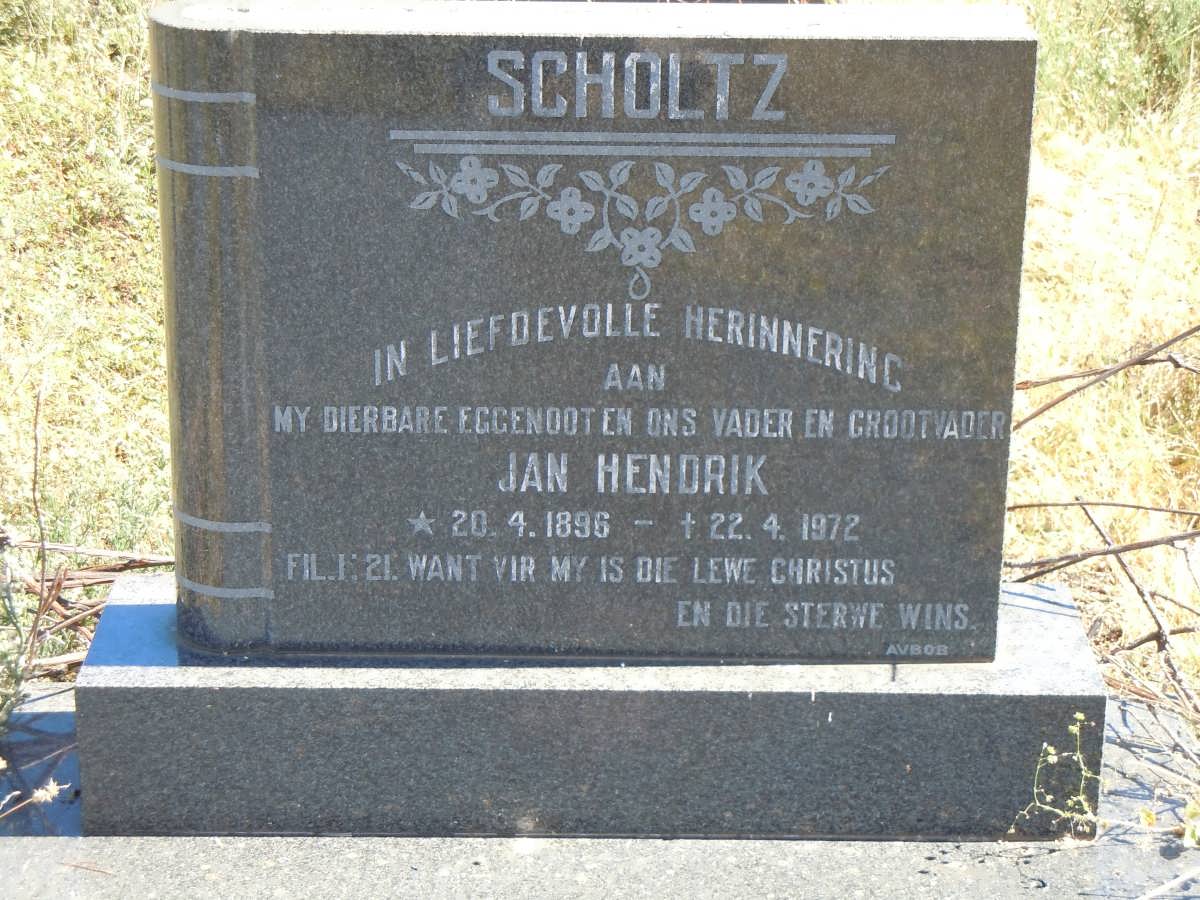 SCHOLTZ
IN LIEFDEVOLLE HERINNERING
AAN
MY DIERBARE EGGENOOT EN ONS VADER EN GROOTVADER
JAN HENDRIK
★ 20. 4. 1896 – † 22. 4. 1972
FIL. 1: 21. WANT VIR MY IS DIE LEWE CHRISTUS
EN DIE STERWE WINS.
AVBOB